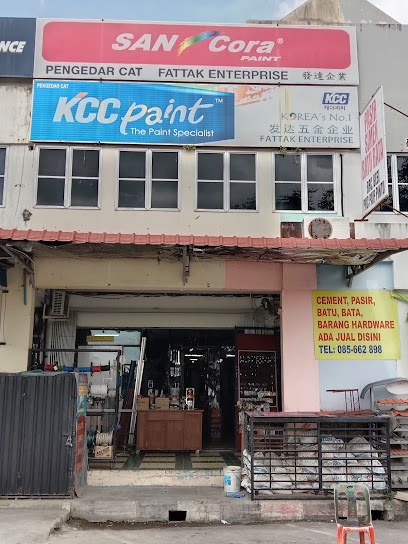 ANCE
SAN Cora
PAINT
PENGEDAR CAT FATTAK ENTERPRISE 發達企業
PENGEDAR CAT
KCC paint™
The Paint Specialist
KCC
KOREA's No.1
发达五金企业
FATTAK ENTERPRISE
CEMENT, PASIR,
BATU, BATA,
BARANG HARDWARE
ADA JUAL DISINI
TEL: 085-662 898